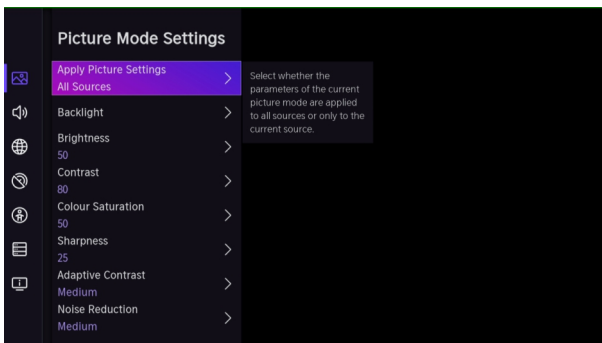 Picture Mode Settings
Apply Picture Settings
All Sources
Select whether the
parameters of the current
picture mode are applied
to all sources or only to the
current source.
Backlight
Brightness
50
Contrast
80
Colour Saturation
50
Sharpness
25
Adaptive Contrast
Medium
Noise Reduction
Medium